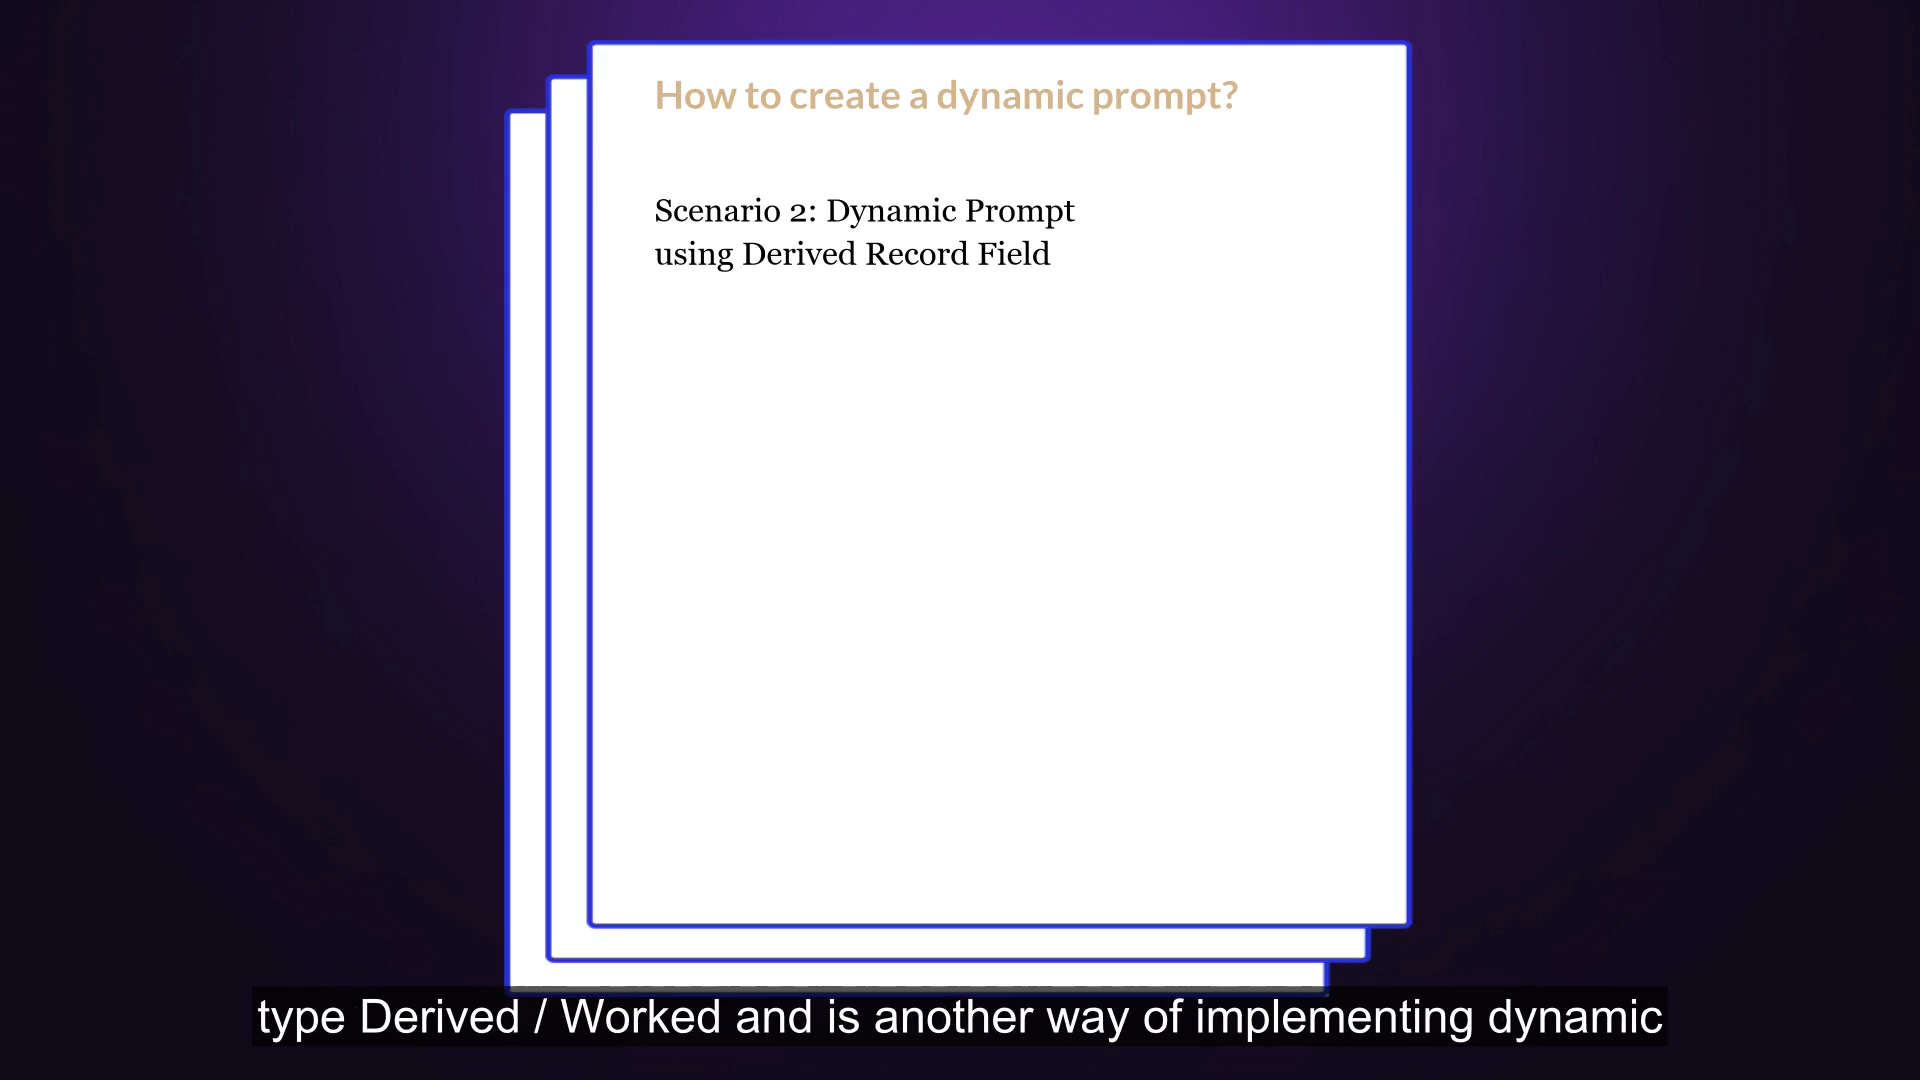 How to create a dynamic prompt?
Scenario 2: Dynamic Prompt
using Derived Record Field
type Derived / Worked and is another way of implementing dynamic